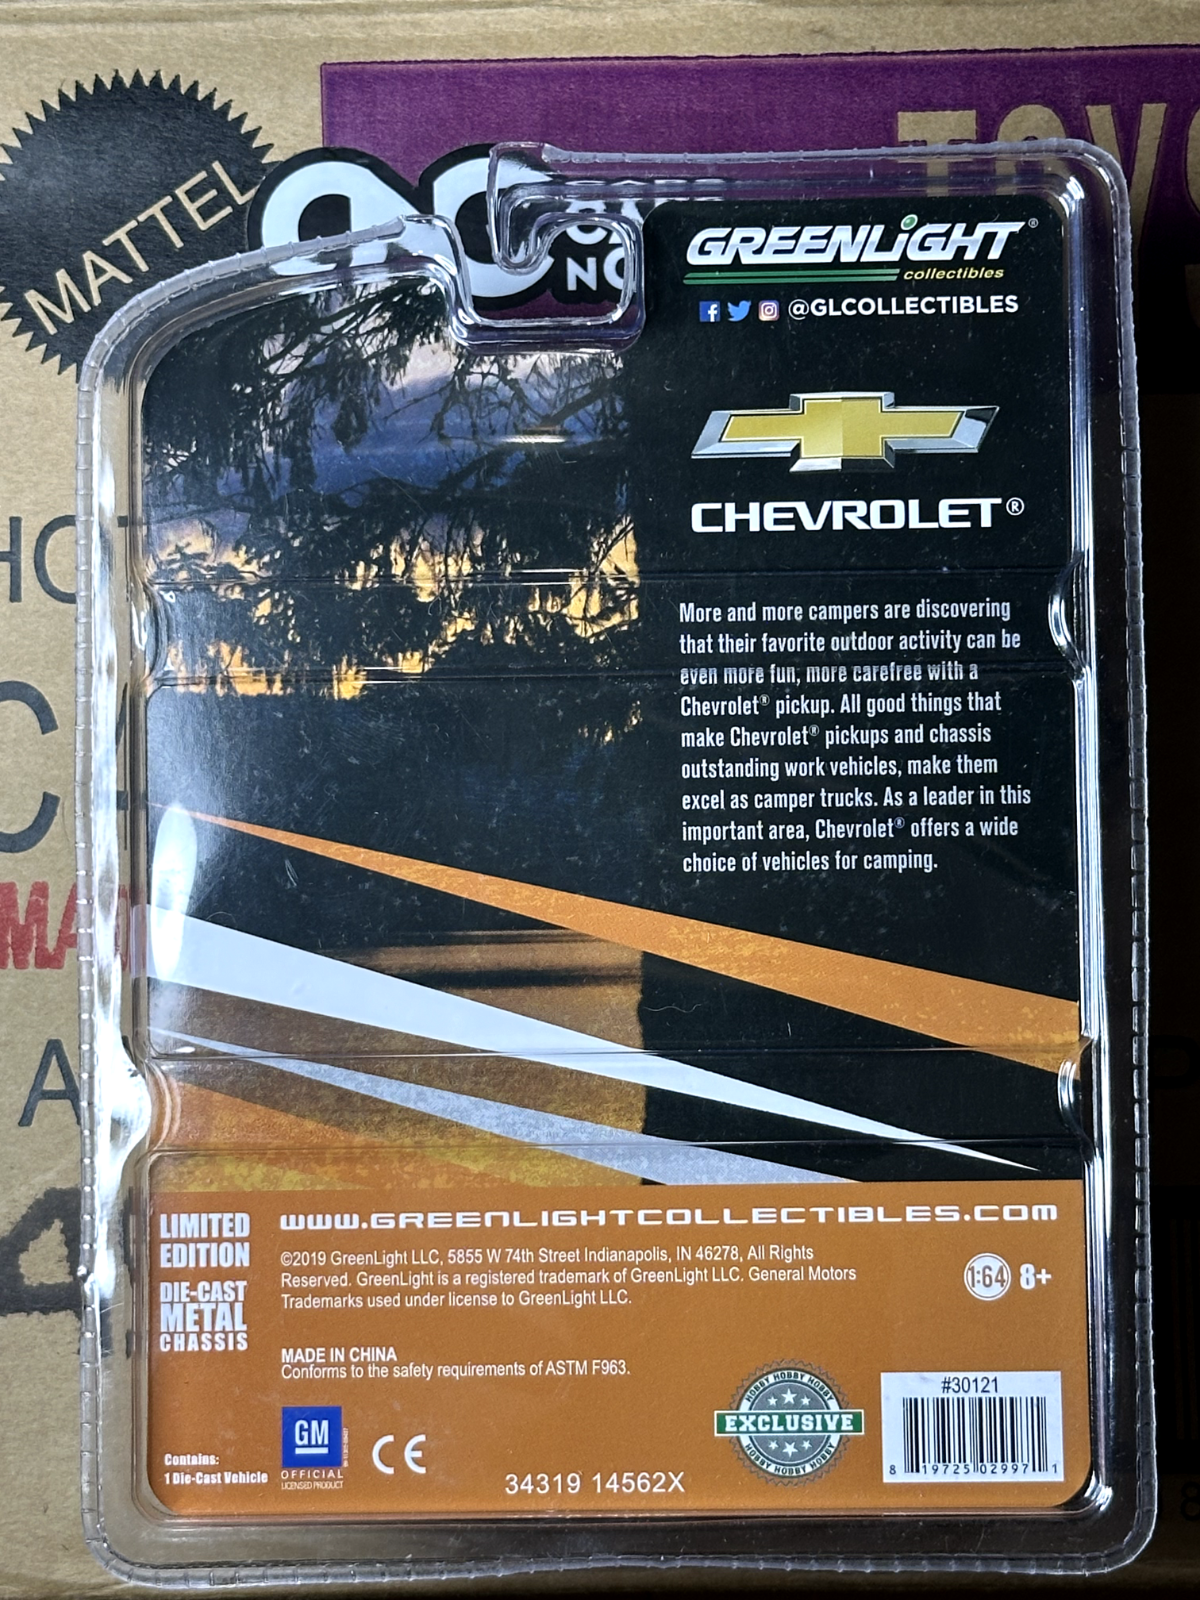 MATTEL
GREENLiGHT®
collectibles
@GLCOLLECTIBLES
CHEVROLET®
More and more campers are discovering
that their favorite outdoor activity can be
even more fun, more carefree with a
Chevrolet® pickup. All good things that
make Chevrolet® pickups and chassis
outstanding work vehicles, make them
excel as camper trucks. As a leader in this
important area, Chevrolet® offers a wide
choice of vehicles for camping.
LIMITED
EDITION
DIE-CAST
METAL
CHASSIS
www.GREENLIGHTCOLLECTIBLES.com
©2019 GreenLight LLC, 5855 W 74th Street Indianapolis, IN 46278, All Rights
Reserved. GreenLight is a registered trademark of GreenLight LLC. General Motors
Trademarks used under license to GreenLight LLC.
1:64 8+
MADE IN CHINA
Conforms to the safety requirements of ASTM F963.
Contains:
1 Die-Cast Vehicle
GM
OFFICIAL
LICENSED PRODUCT
CE
34319 14562X
HOBBY HOBBY HOBBY
EXCLUSIVE
HOBBY HOBBY HOBBY
#30121
8 19725 02997 1